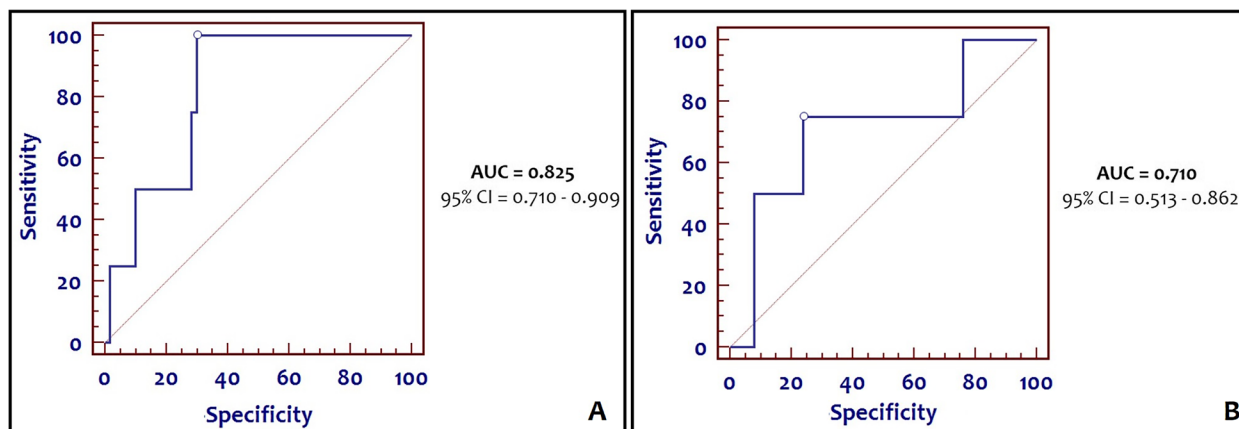 100
80
60
40
20
0
Sensitivity
0 20 40 60 80 100
Specificity
AUC = 0.825
95% CI = 0.710 - 0.909
A
100
80
60
40
20
0
Sensitivity
0 20 40 60 80 100
Specificity
AUC = 0.710
95% CI = 0.513 - 0.862
B